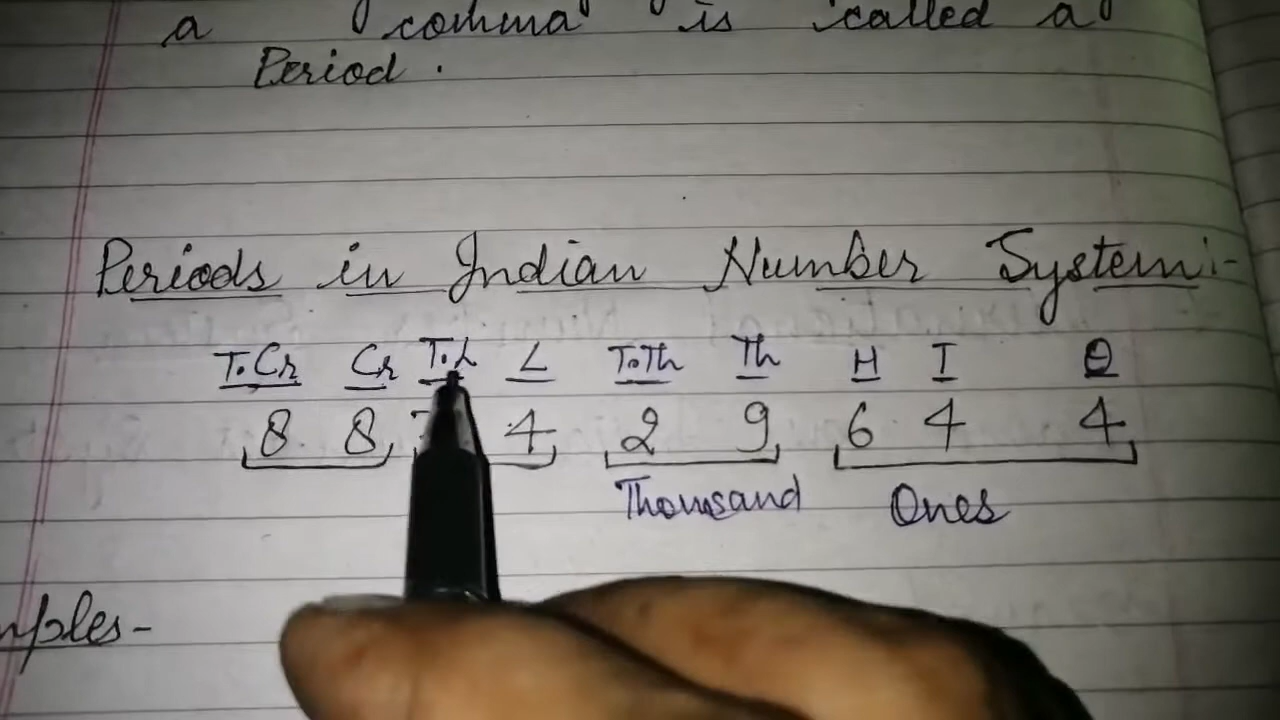 a comma is called a
Period .
Periods in Indian Number System:-
T.Cr Cr T.L L T.Th Th H T O
8 8, 4 2 9 6 4 4
Thousand Ones
mples-